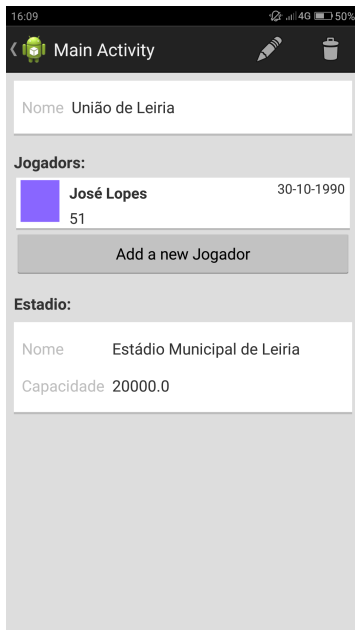 16:09 4G 50%
Main Activity
Nome União de Leiria
Jogadors:
José Lopes 30-10-1990
51
Add a new Jogador
Estadio:
Nome Estádio Municipal de Leiria
Capacidade 20000.0